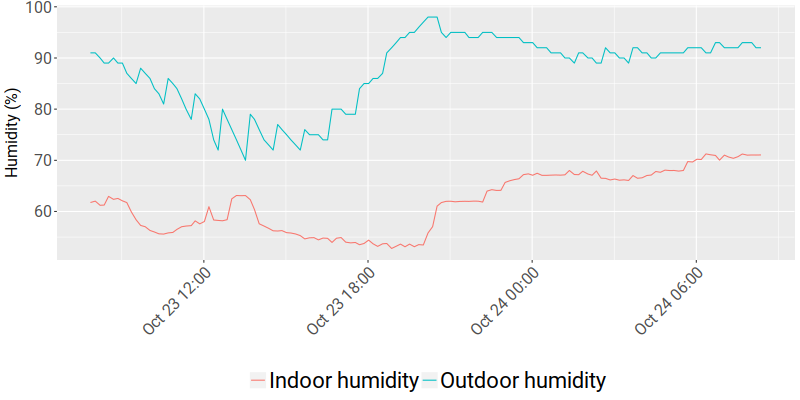 100
90
80
70
60
Humidity (%)
Oct 23 12:00
Oct 23 18:00
Oct 24 00:00
Oct 24 06:00
Indoor humidity
Outdoor humidity